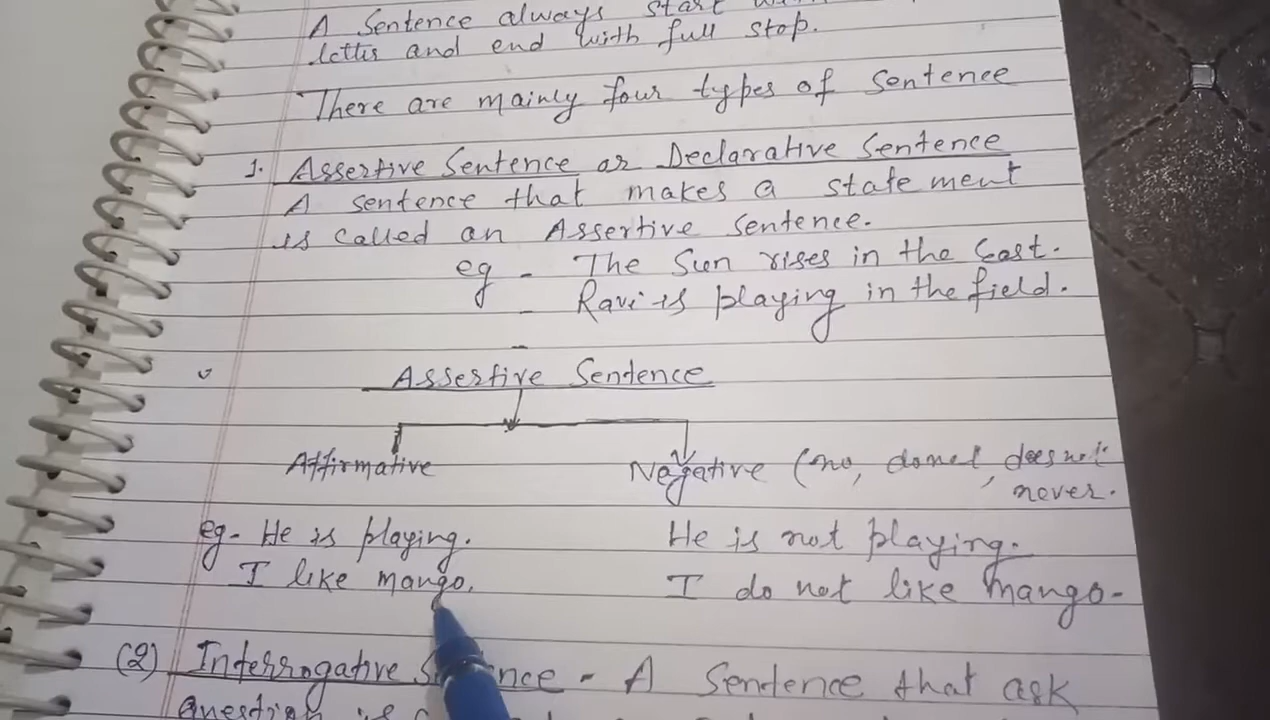 A Sentence always start
letter and end with full stop.
There are mainly four types of Sentence
1. Assertive Sentence or Declarative Sentence
A sentence that makes a statement
is called an Assertive Sentence.
eg - The Sun rises in the East.
- Ravi is playing in the field.
-
Assertive Sentence
Affirmative
Negative (no, donot, doesnot, never.
eg- He is playing.
He is not playing.
I like mango.
I do not like mango-
(2) Interrogative - A Sentence that ask